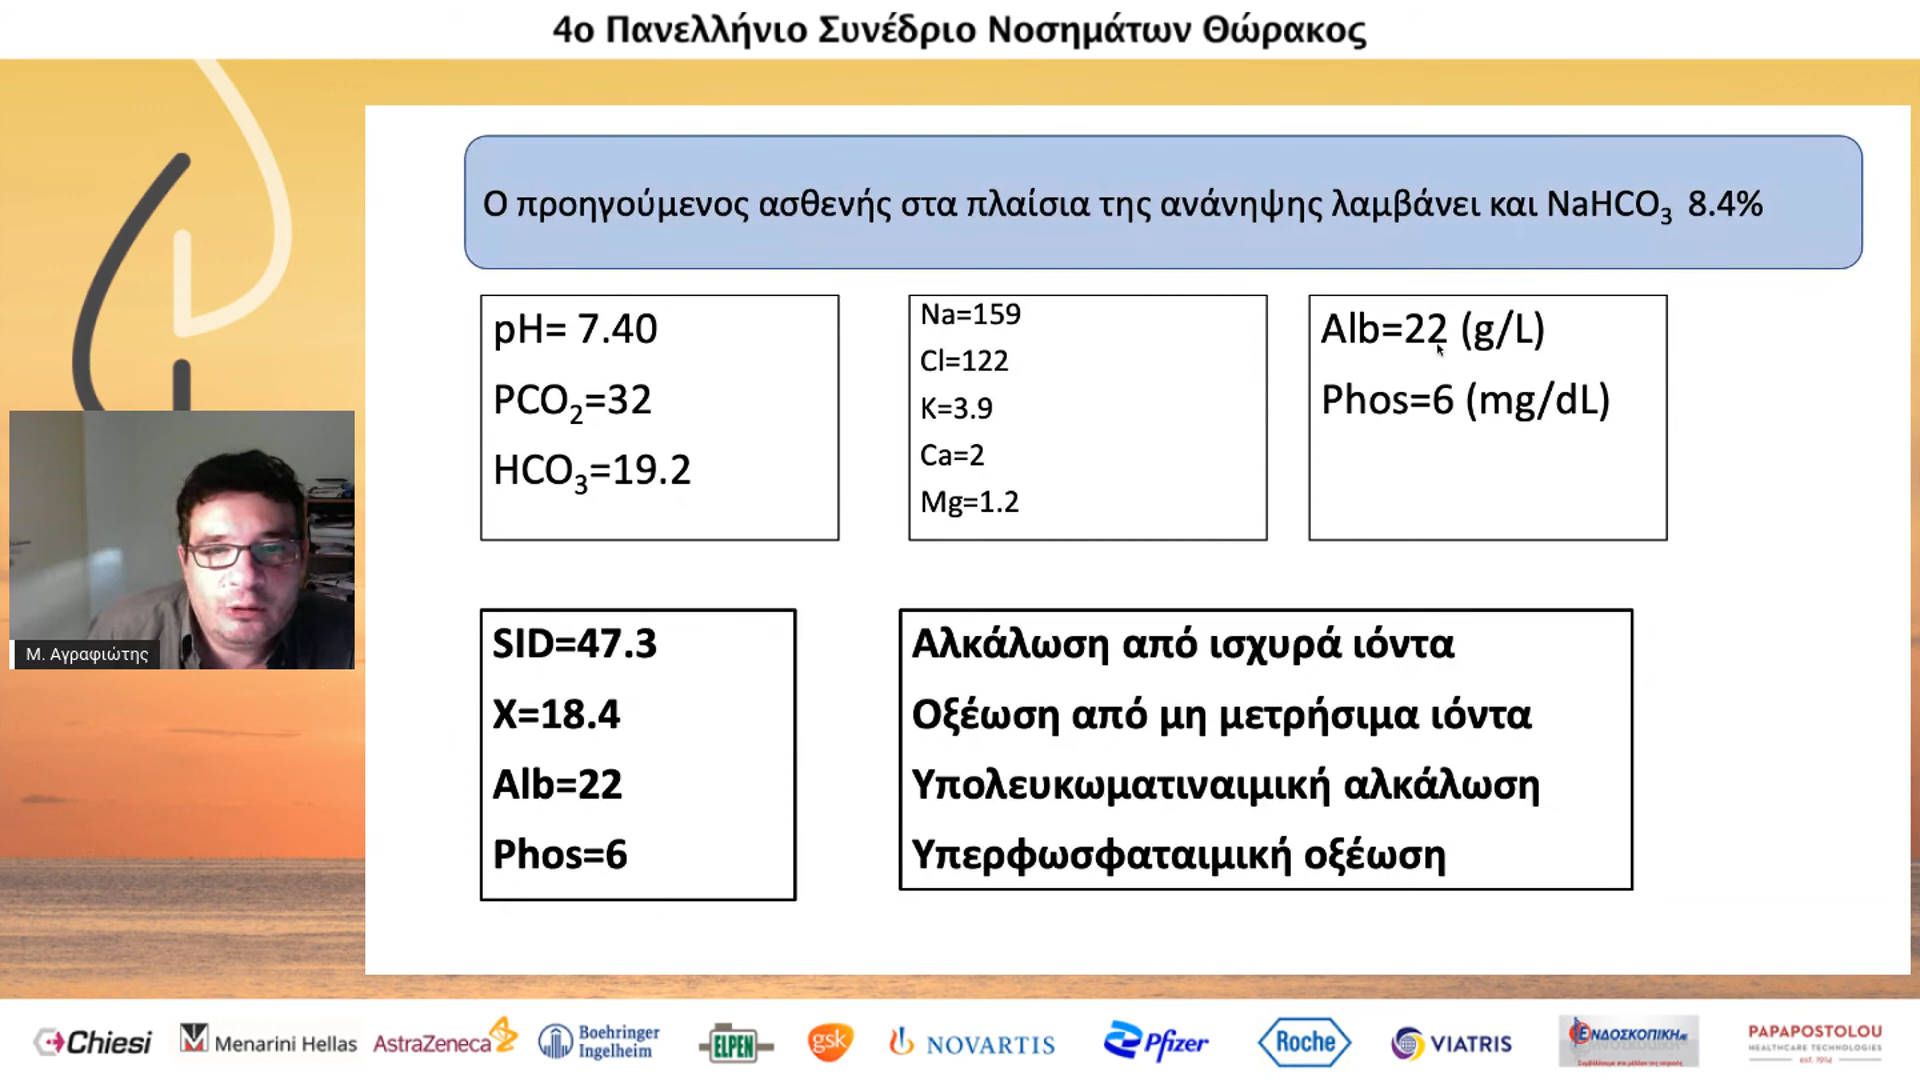 4ο Πανελλήνιο Συνέδριο Νοσημάτων Θώρακος
Ο προηγούμενος ασθενής στα πλαίσια της ανάνηψης λαμβάνει και NaHCO₃ 8.4%
pH= 7.40
PCO₂=32
HCO₃=19.2
Na=159
Cl=122
K=3.9
Ca=2
Mg=1.2
Alb=22 (g/L)
Phos=6 (mg/dL)
SID=47.3
X=18.4
Alb=22
Phos=6
Αλκάλωση από ισχυρά ιόντα
Οξέωση από μη μετρήσιμα ιόντα
Υπολευκωματιναιμική αλκάλωση
Υπερφωσφαταιμική οξέωση
Μ. Αγραφιώτης
Chiesi
Menarini Hellas
AstraZeneca
Boehringer
Ingelheim
ELPEN
gsk
NOVARTIS
Pfizer
Roche
VIATRIS
ΕΝΔΟΣΚΟΠΙΚΗ
PAPAPOSTOLOU
HEALTHCARE TECHNOLOGIES
est. 1914